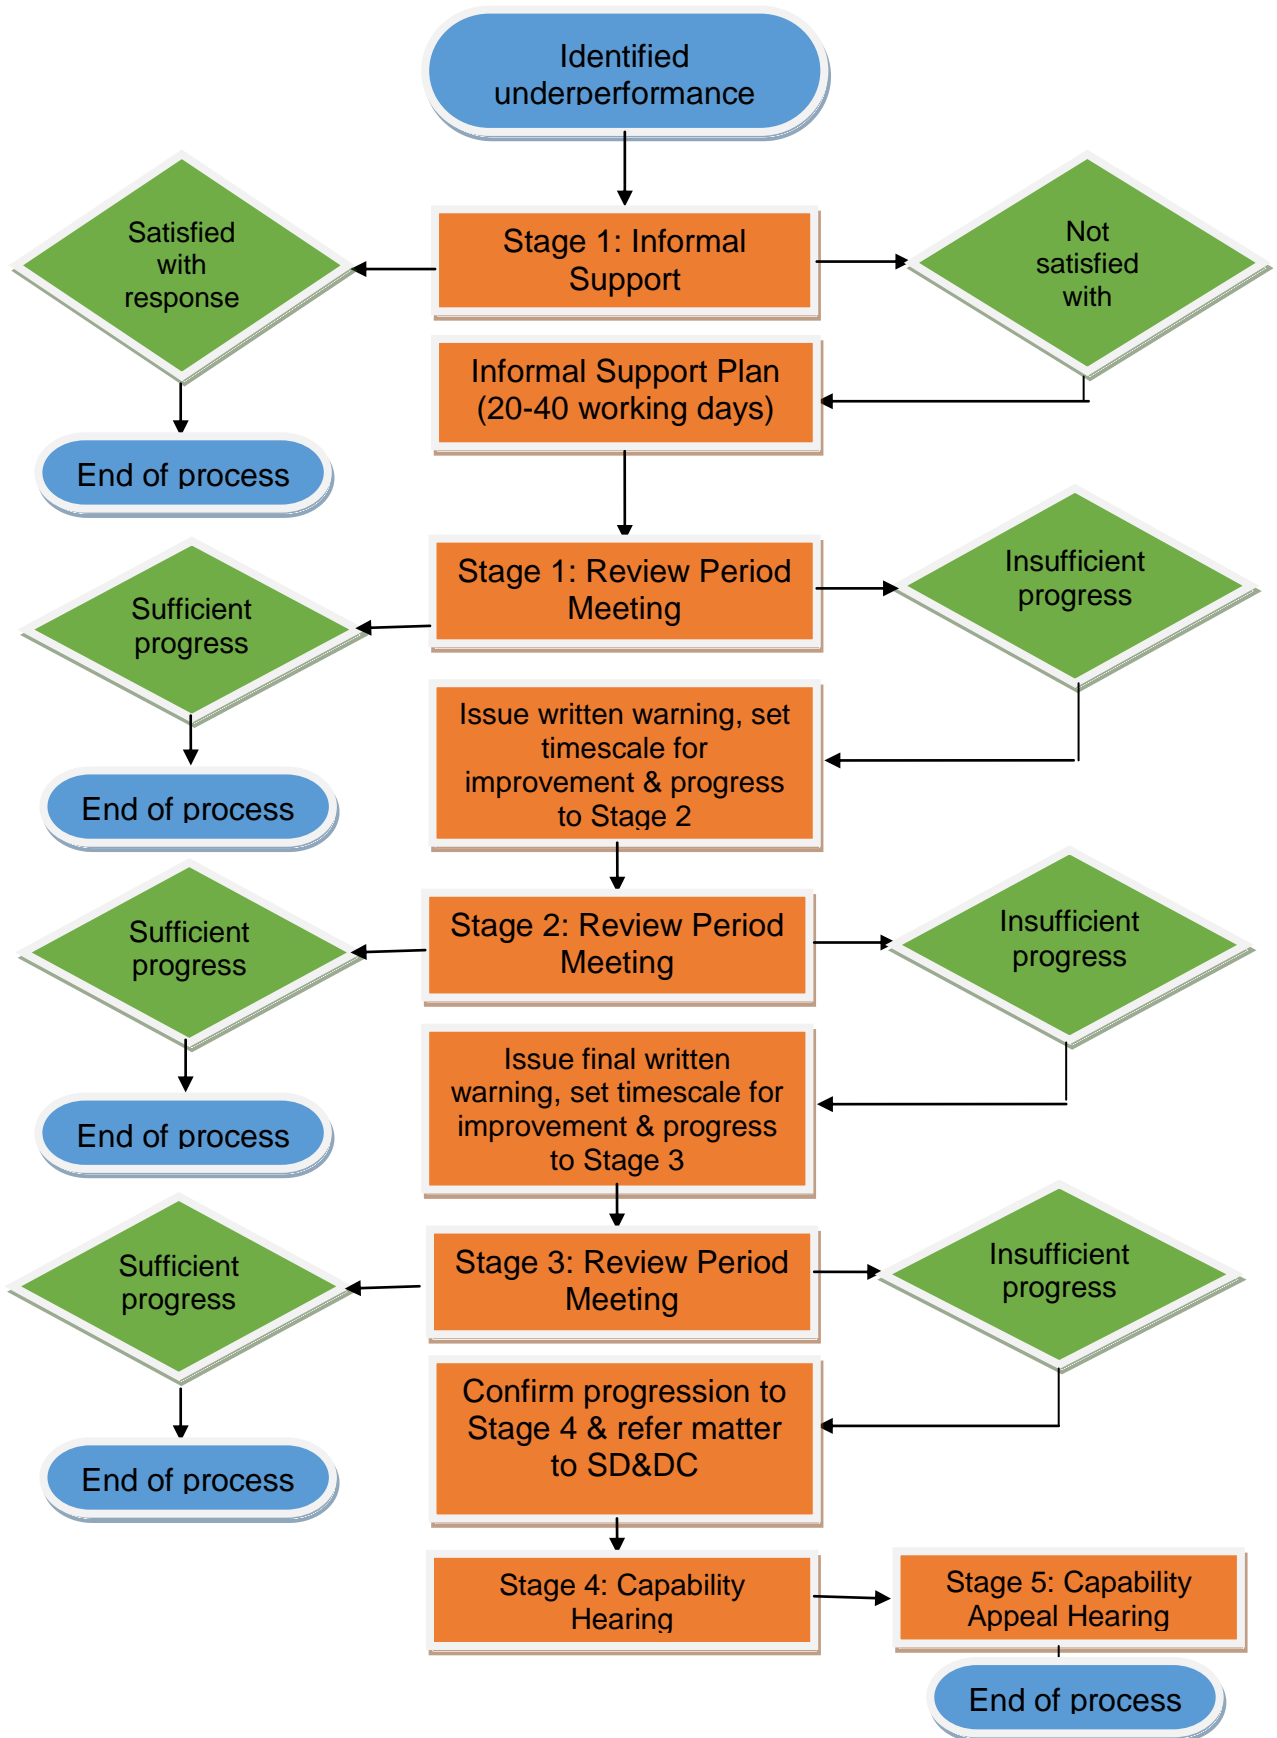 Identified
underperformance
Satisfied
with
response
Stage 1: Informal
Support
Not
satisfied
with
Informal Support Plan
(20-40 working days)
End of process
Stage 1: Review Period
Meeting
Insufficient
progress
Sufficient
progress
Issue written warning, set
timescale for
improvement & progress
to Stage 2
End of process
Sufficient
progress
Stage 2: Review Period
Meeting
Insufficient
progress
Issue final written
warning, set timescale for
improvement & progress
to Stage 3
End of process
Sufficient
progress
Stage 3: Review Period
Meeting
Insufficient
progress
Confirm progression to
Stage 4 & refer matter
to SD&DC
End of process
Stage 4: Capability
Hearing
Stage 5: Capability
Appeal Hearing
End of process